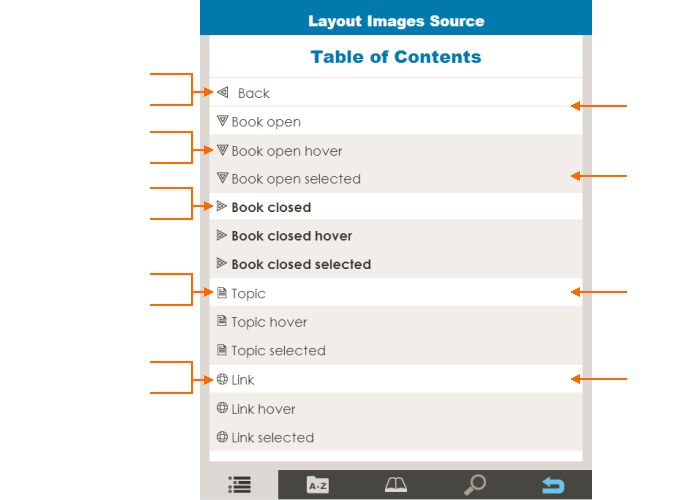 Layout Images Source
Table of Contents
Back
Book open
Book open hover
Book open selected
Book closed
Book closed hover
Book closed selected
Topic
Topic hover
Topic selected
Link
Link hover
Link selected
A-Z